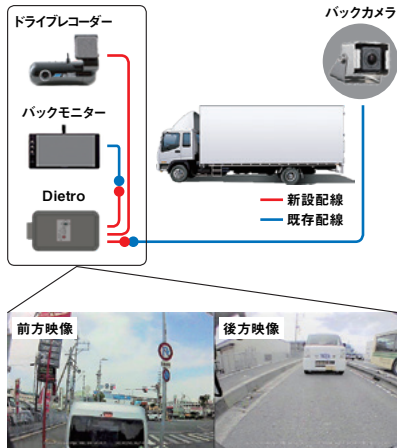 ドライブレコーダー
バックカメラ
バックモニター
Dietro
新設配線
既存配線
前方映像
後方映像